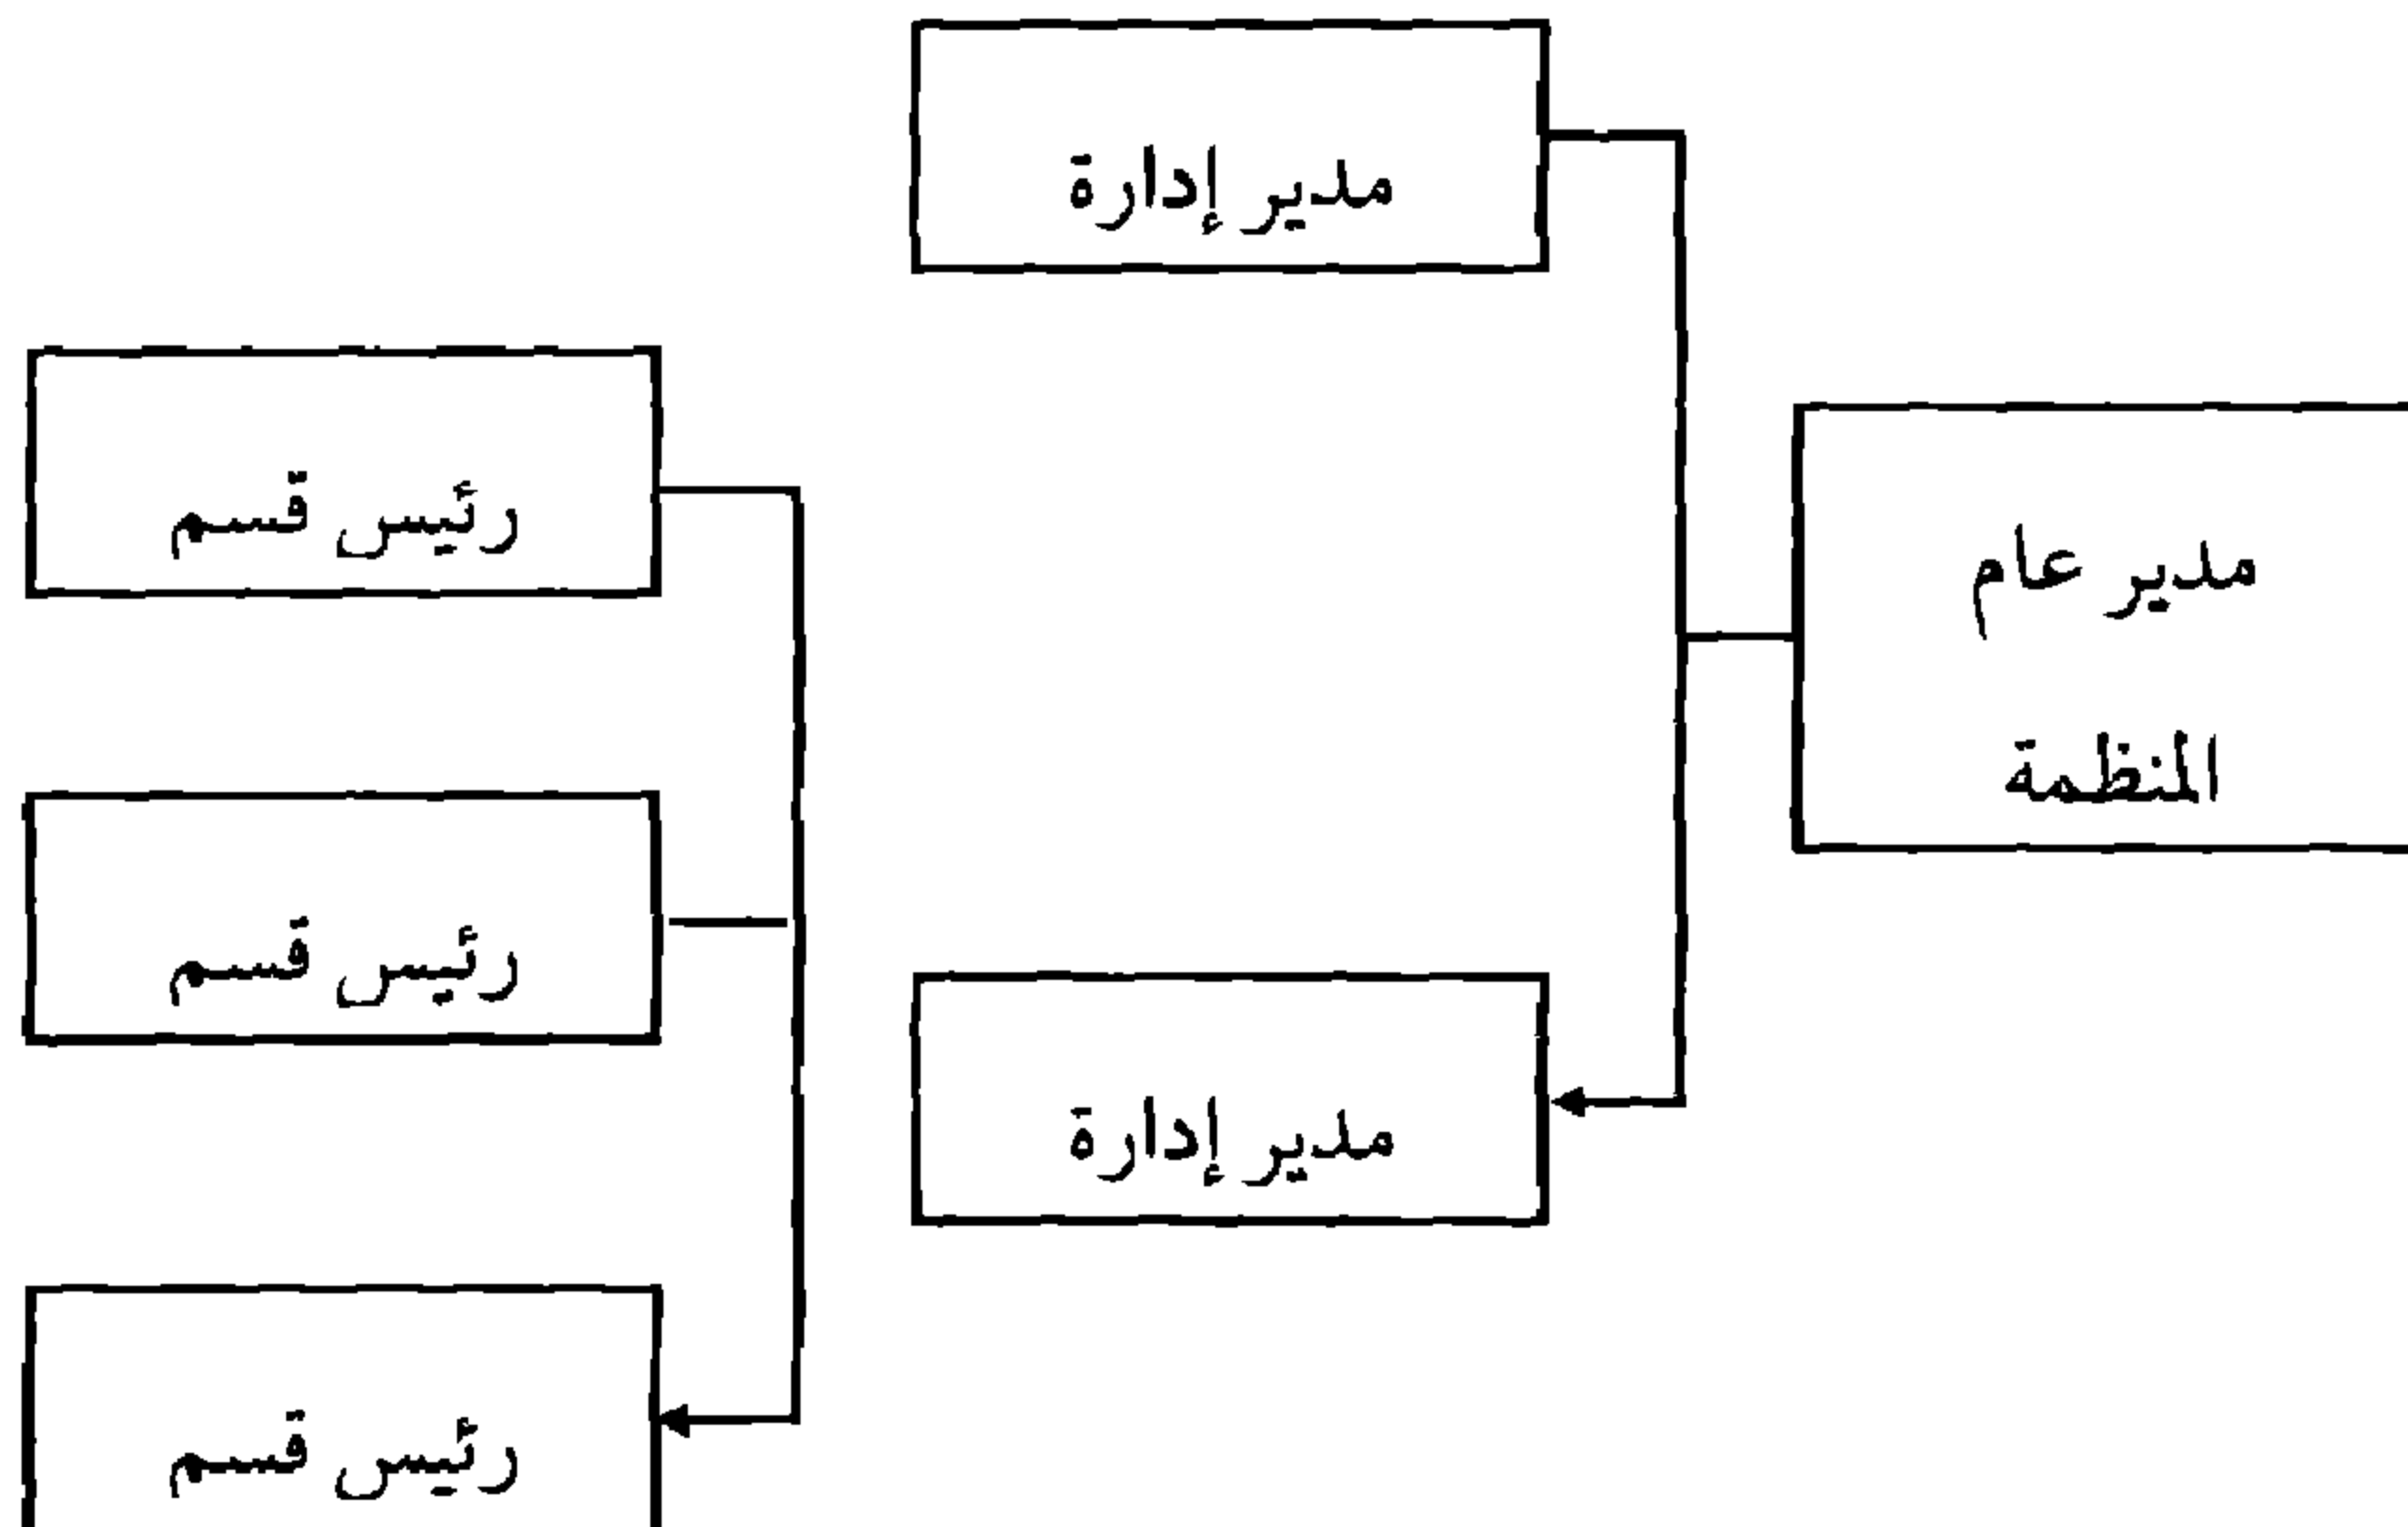 مدير إدارة
مدير عام
المنظمة
مدير إدارة
رئيس قسم
رئيس قسم
رئيس قسم